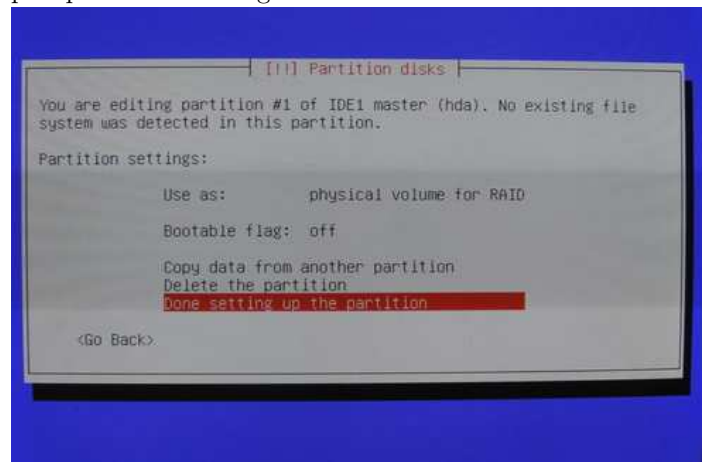 [!!] Partition disks
You are editing partition #1 of IDE1 master (hda). No existing file
system was detected in this partition.
Partition settings:
Use as: physical volume for RAID
Bootable flag: off
Copy data from another partition
Delete the partition
Done setting up the partition
<Go Back>